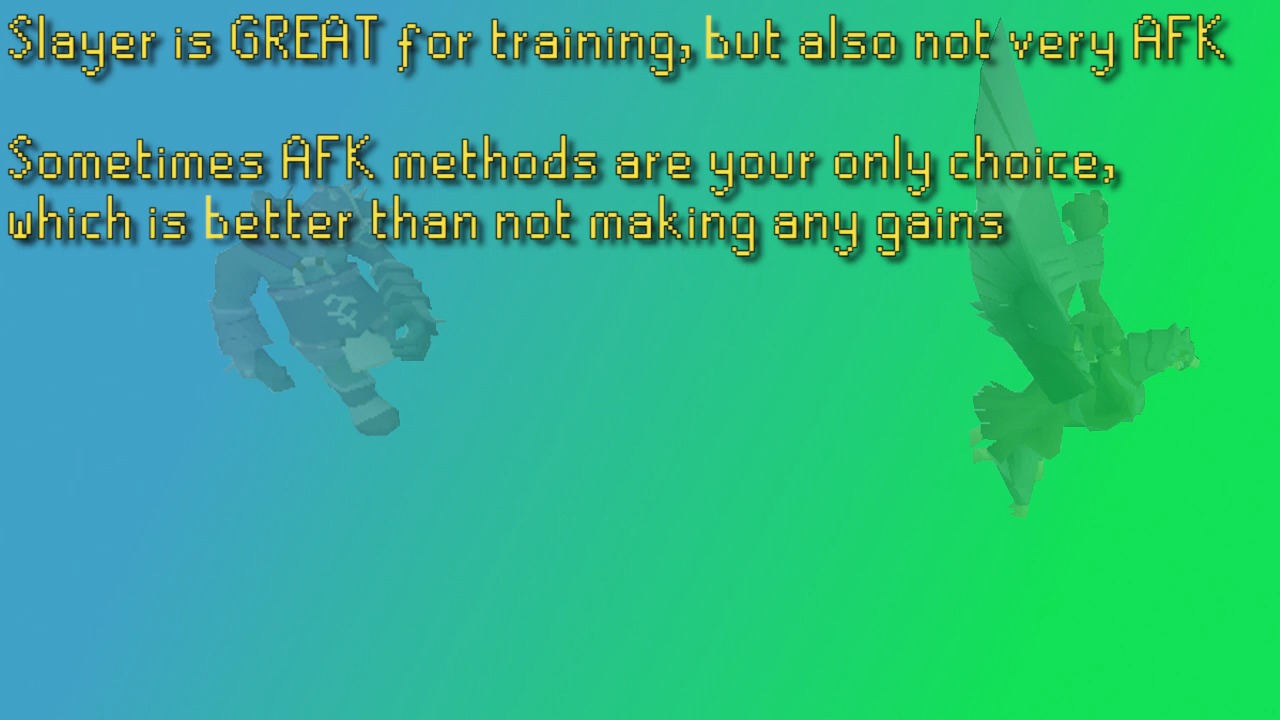 Slayer is GREAT for training, but also not very AFK
Sometimes AFK methods are your only choice,
which is better than not making any gains